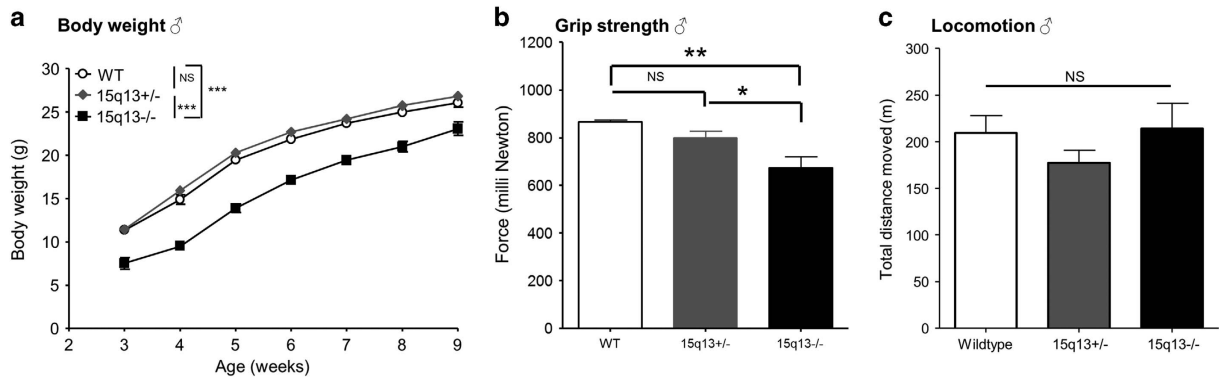 a Body weight ♂
30
25
20
15
10
5
0
Body weight (g)
WT
15q13+/-
15q13-/-
NS
***
***
2 3 4 5 6 7 8 9
Age (weeks)
b Grip strength ♂
1200
1000
800
600
400
200
0
Force (milli Newton)
**
NS
*
WT 15q13+/- 15q13-/-
c Locomotion ♂
300
250
200
150
100
50
0
Total distance moved (m)
NS
Wildtype 15q13+/- 15q13-/-